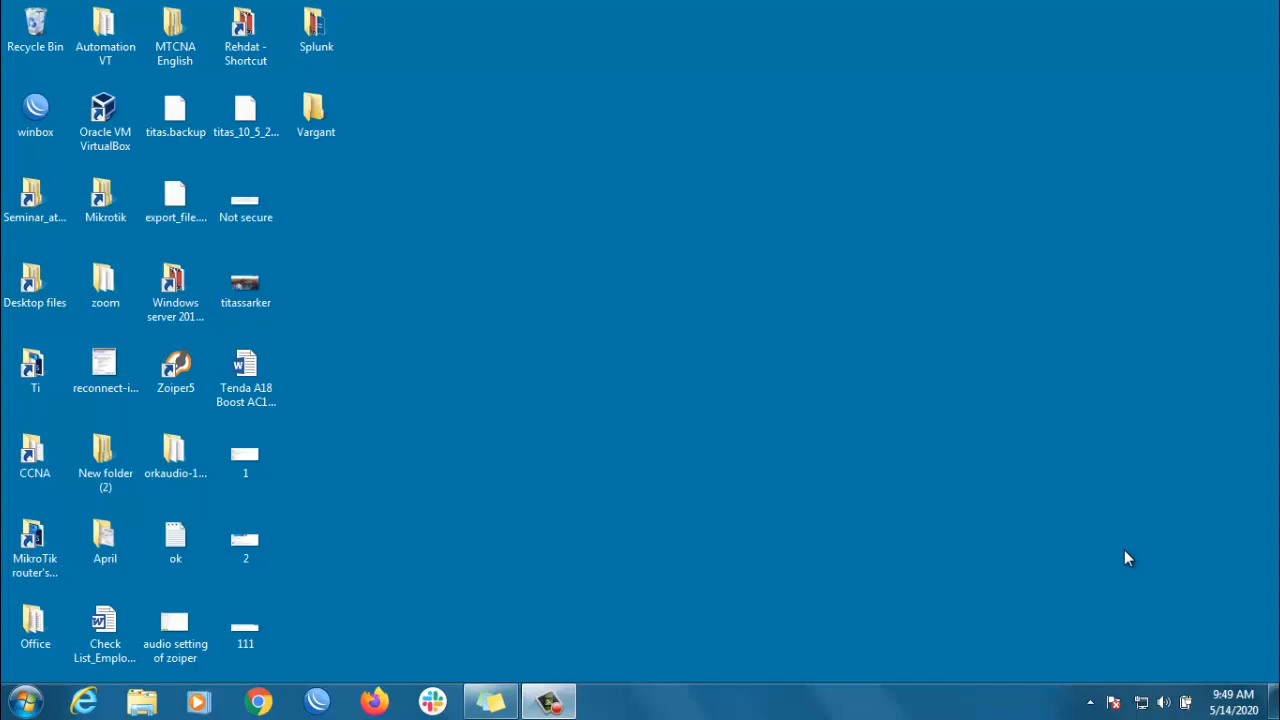 Recycle Bin
Automation
VT
MTCNA
English
Rehdat -
Shortcut
Splunk
winbox
Oracle VM
VirtualBox
titas.backup
titas_10_5_2...
Vargant
Seminar_at...
Mikrotik
export_file....
Not secure
Desktop files
zoom
Windows
server 201...
titassarker
Ti
reconnect-i...
Zoiper5
Tenda A18
Boost AC1...
CCNA
New folder
(2)
orkaudio-1...
1
MikroTik
router's...
April
ok
2
Office
Check
List_Emplo...
audio setting
of zoiper
111
9:49 AM
5/14/2020